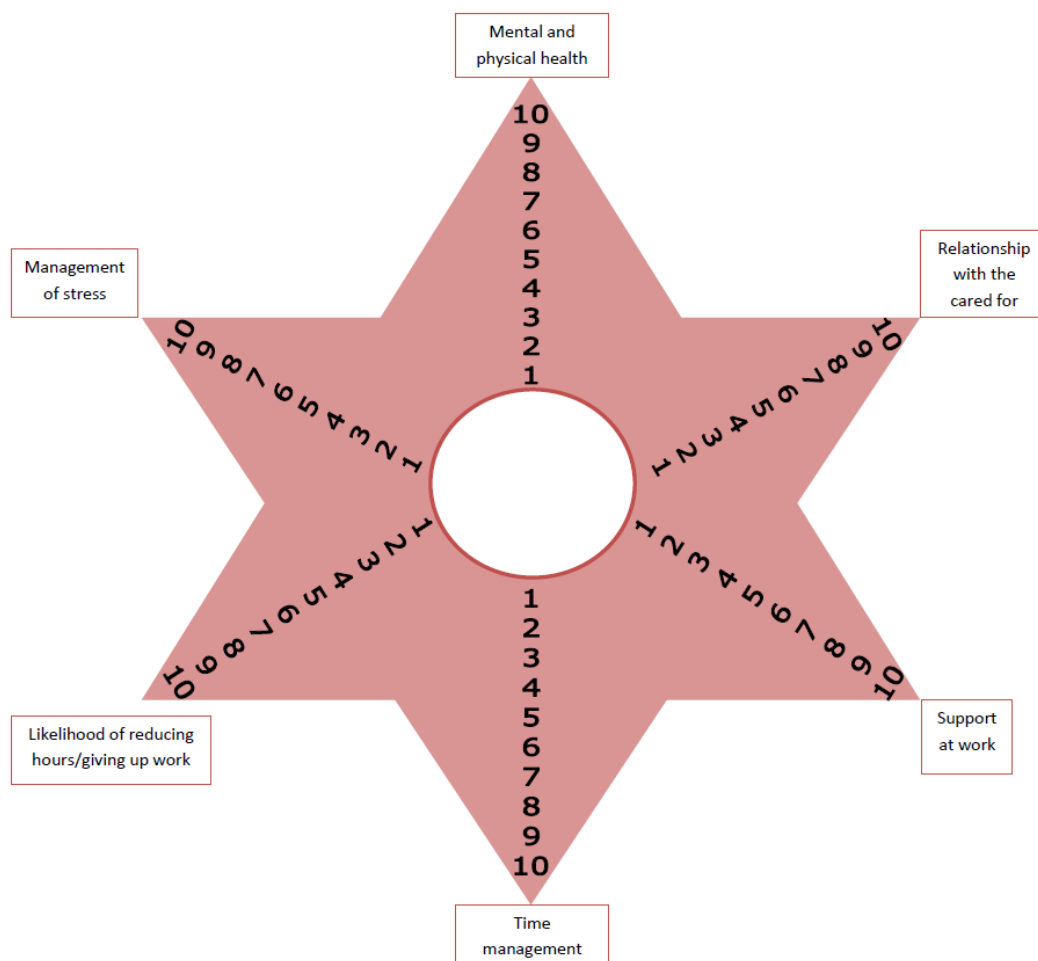 Mental and
physical health
10
9
8
7
6
5
4
3
2
1
Management
of stress
10 9 8 7 6 5 4 3 2 1
Relationship
with the
cared for
1 2 3 4 5 6 7 8 9 10
Likelihood of reducing
hours/giving up work
10 9 8 7 6 5 4 3 2 1
Support
at work
1 2 3 4 5 6 7 8 9 10
1
2
3
4
5
6
7
8
9
10
Time
management